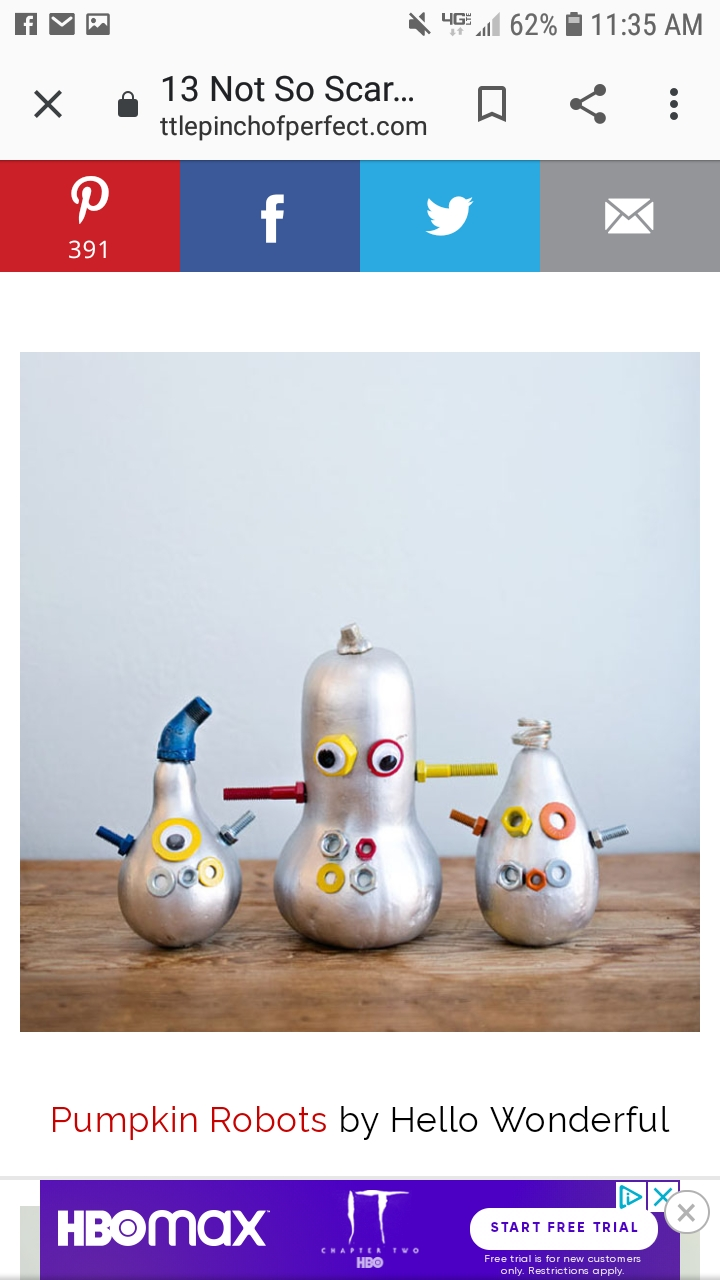 4G LTE 62% 11:35 AM
13 Not So Scar...
ttlepinchofperfect.com
391
Pumpkin Robots by Hello Wonderful
HBOmax
IT
CHAPTER TWO
HBO
START FREE TRIAL
Free trial is for new customers
only. Restrictions apply.